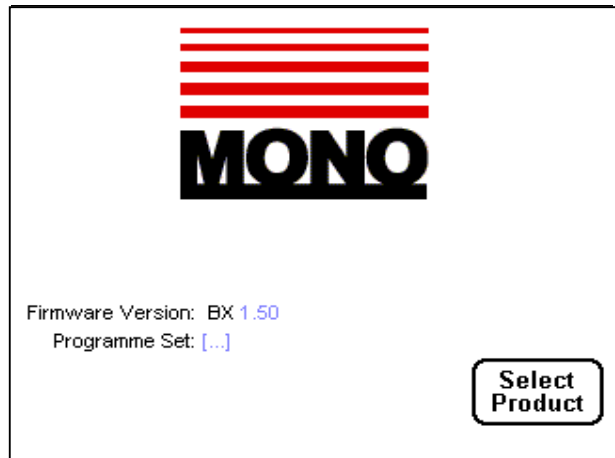 MONO
Firmware Version: BX 1.50
Programme Set: [...]
Select
Product